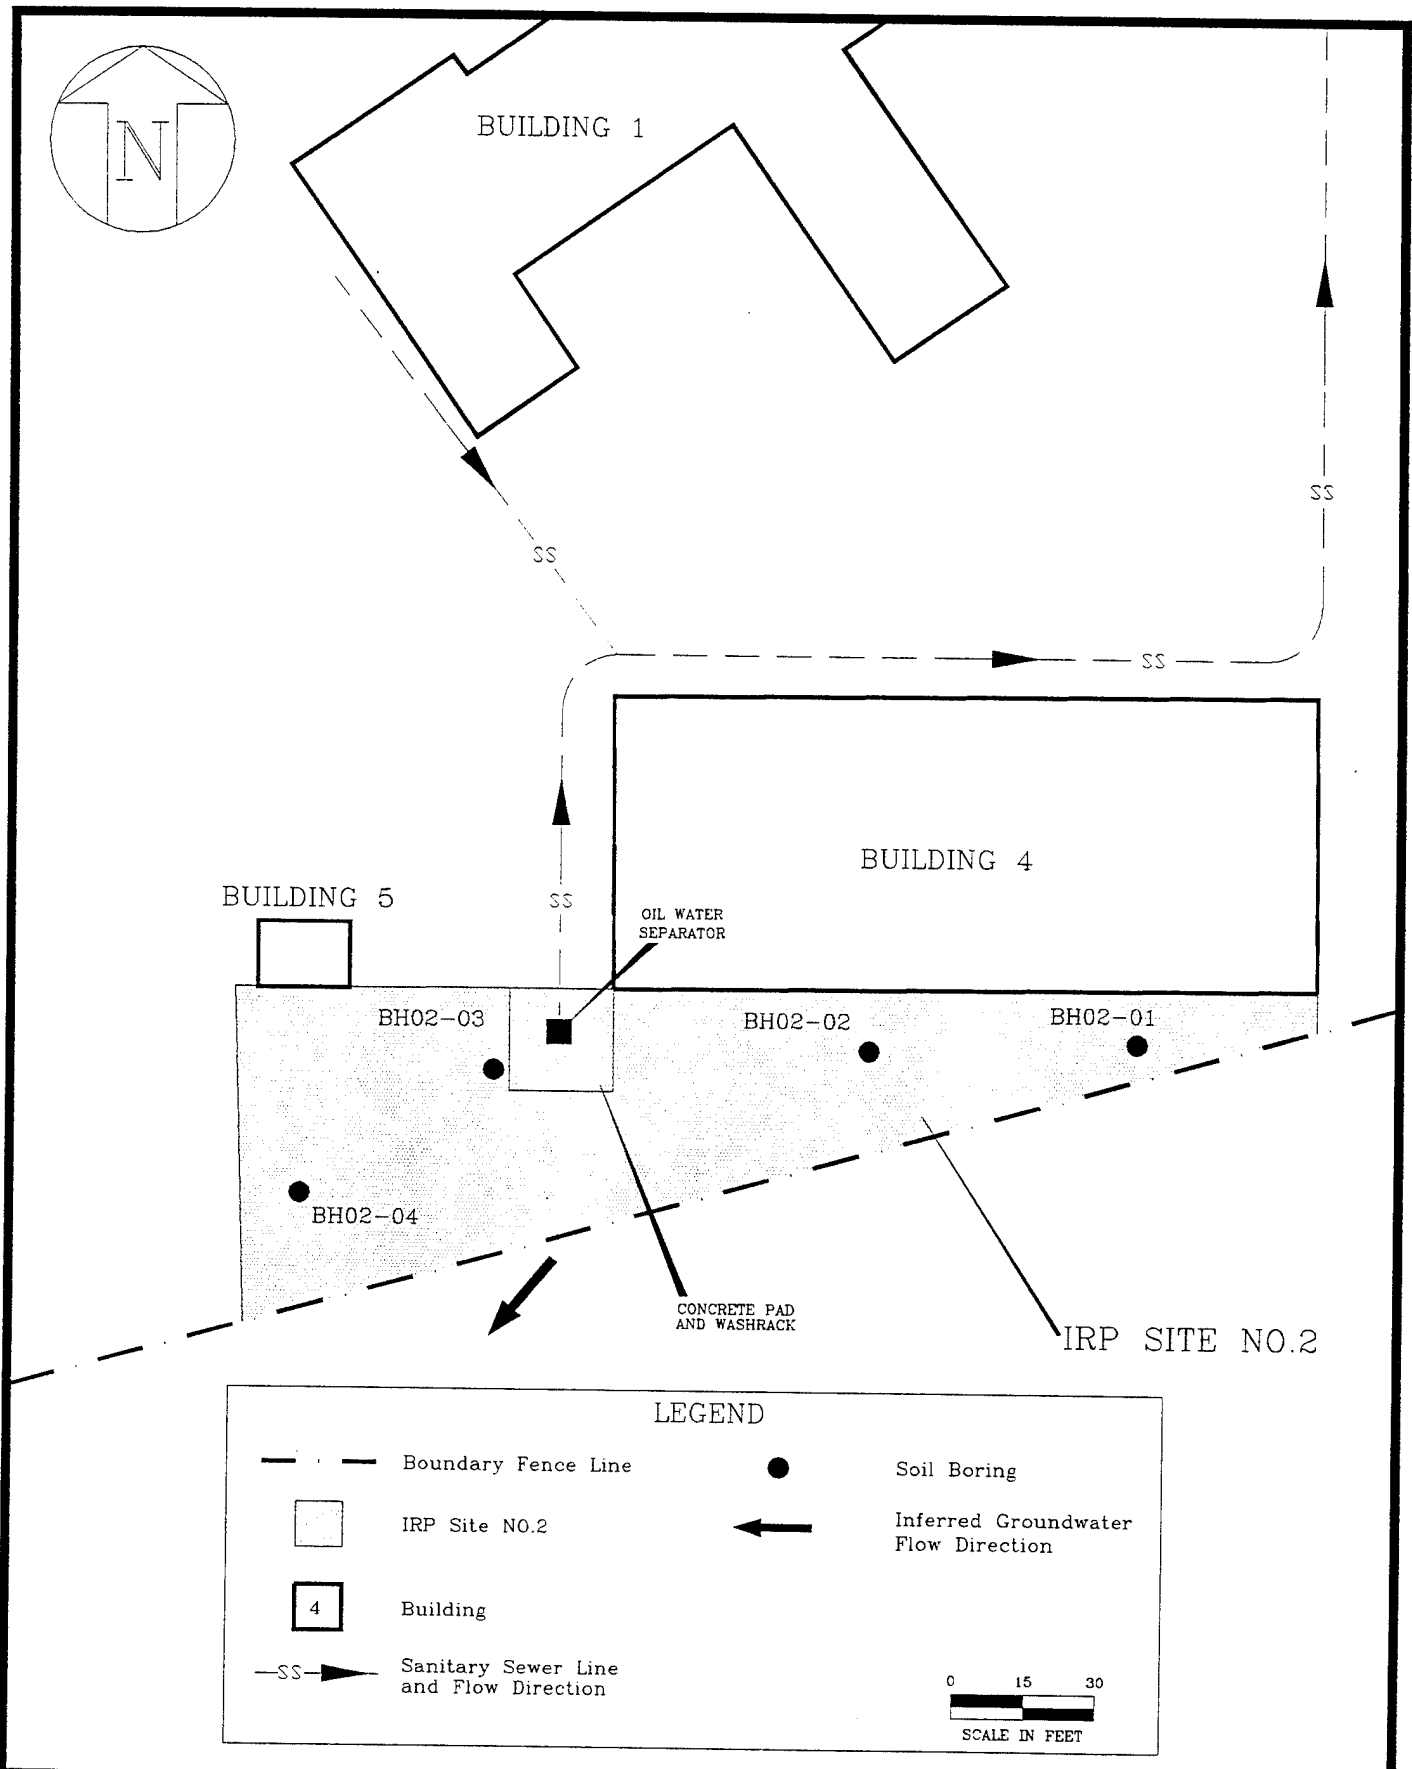 N
BUILDING 1
SS
SS
SS
BUILDING 4
BUILDING 5
SS
OIL WATER
SEPARATOR
BH02-03
BH02-02
BH02-01
BH02-04
CONCRETE PAD
AND WASHRACK
IRP SITE NO.2
LEGEND
Boundary Fence Line
Soil Boring
IRP Site NO.2
Inferred Groundwater
Flow Direction
4
Building
SS
Sanitary Sewer Line
and Flow Direction
0 15 30
SCALE IN FEET